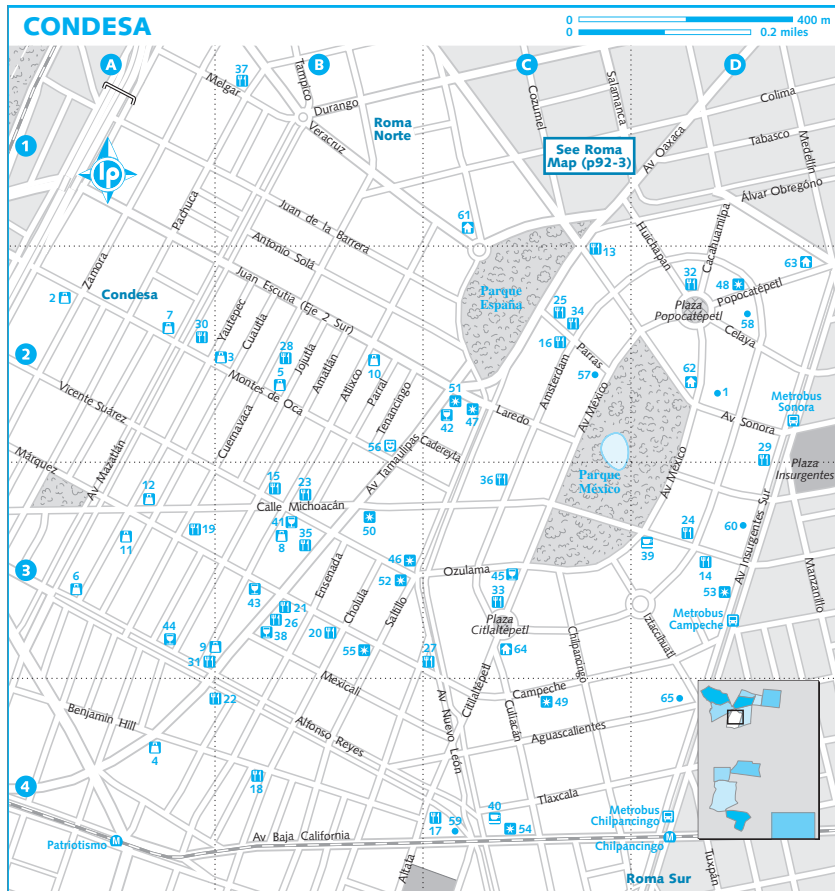 CONDESA
0 400 m
0 0.2 miles
A
B
C
D
37
Melgar
Tampico
Durango
Veracruz
Roma
Norte
Cozumel
Salamanca
Colima
Tabasco
Medellín
1
See Roma
Map (p92-3)
Av Oaxaca
Álvar Obregóno
lp
Pachuca
Juan de la Barrera
Antonio Solá
61
13
Huichapan
Cacahuamilpa
63
Zamora
2
Condesa
7
30
Yautepec
Cuautla
Juan Escutia (Eje 2 Sur)
Parque
España
25
34
32
48
Popocatépetl
Plaza
Popocatépetl
58
Celaya
2
3
28
5
Jojutla
Amatlán
Atlixco
10
Parral
Tenancingo
16
Parras
57
Amsterdam
Av México
62
1
Metrobus
Sonora
Av Sonora
Montes de Oca
Vicente Suárez
Cuernavaca
51
42
47
Laredo
56
Cadereyta
Av Tamaulipas
Márquez
Av Mazatlán
12
15
23
36
Parque
México
Av México
29
Plaza
Insurgentes
Calle Michoacán
11
19
41
8
35
50
24
60
39
14
Av Insurgentes Sur
3
6
43
Ensenada
46
52
Ozulama
45
33
53
Manzanillo
Cholula
Saltillo
21
26
38
20
55
27
Plaza
Citlaltépetl
64
Chilpancingo
Iztaccíhuatl
Metrobus
Campeche
44
9
31
22
Mexicali
Citlaltépetl
Campeche
49
65
Culiacán
Aguascalientes
Benjamín Hill
4
Alfonso Reyes
Av Nuevo León
4
18
Tlaxcala
40
54
17
59
Metrobus
Chilpancingo
Patriotismo
M
Av Baja California
M
Chilpancingo
Altata
Roma Sur
Tuxpán